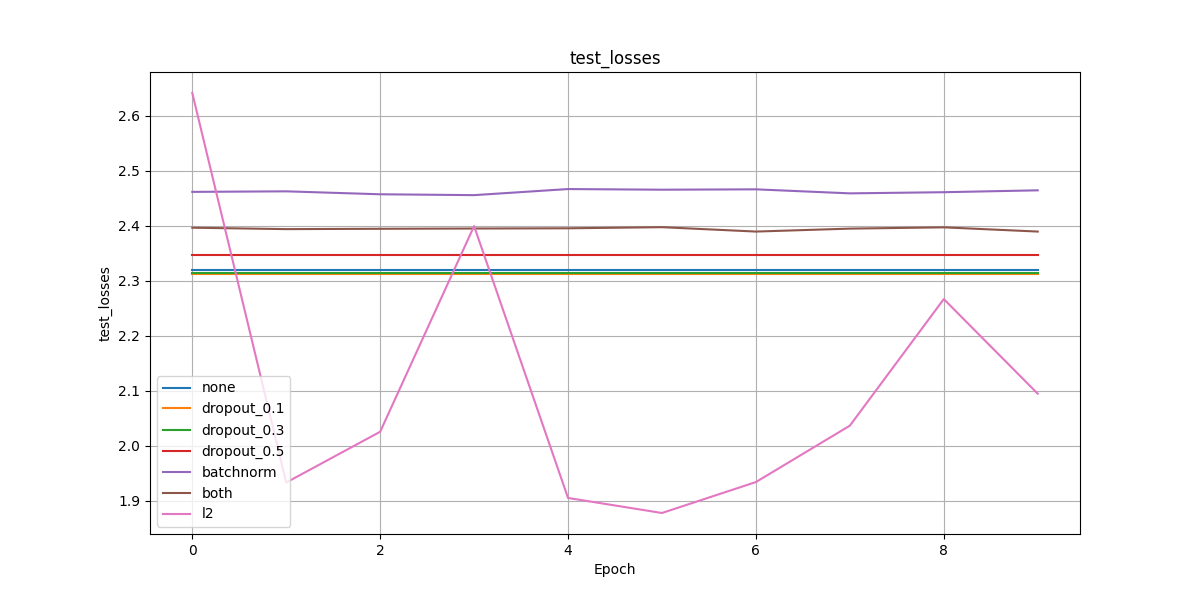 test_losses
2.6
2.5
2.4
2.3
2.2
2.1
2.0
1.9
test_losses
none
dropout_0.1
dropout_0.3
dropout_0.5
batchnorm
both
l2
0 2 4 6 8
Epoch